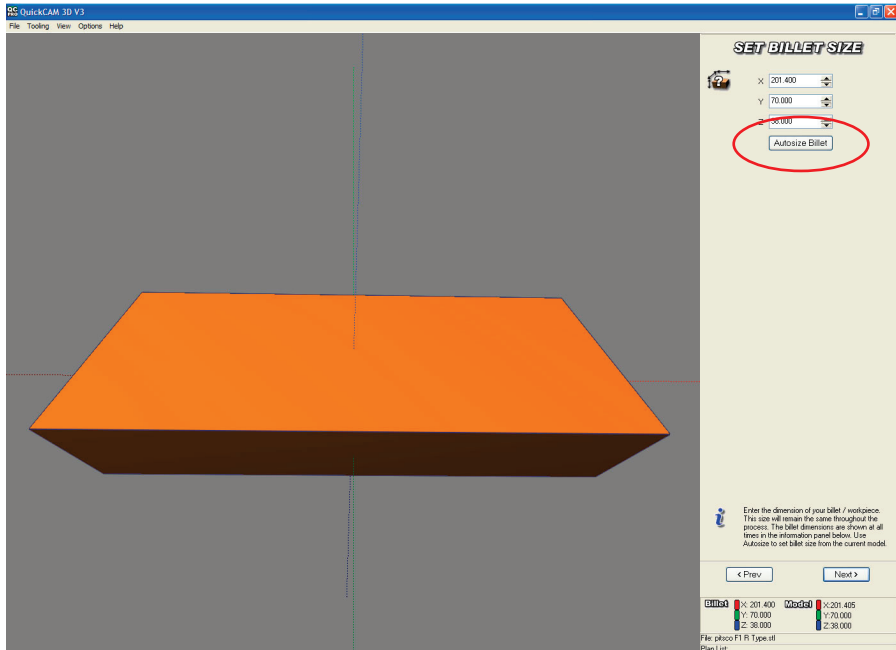 QuickCAM 3D V3
File Tooling View Options Help
SET BILLET SIZE
X 201.400
Y 70.000
Z 38.000
Autosize Billet
Enter the dimension of your billet / workpiece.
This size will remain the same throughout the
process. The billet dimensions are shown at all
times in the information panel below. Use
Autosize to set billet size from the current model.
< Prev Next >
Billet X: 201.400 Model X:201.405
Y: 70.000 Y:70.000
Z: 38.000 Z:38.000
File: pitsco F1 R Type.stl
Plan List: